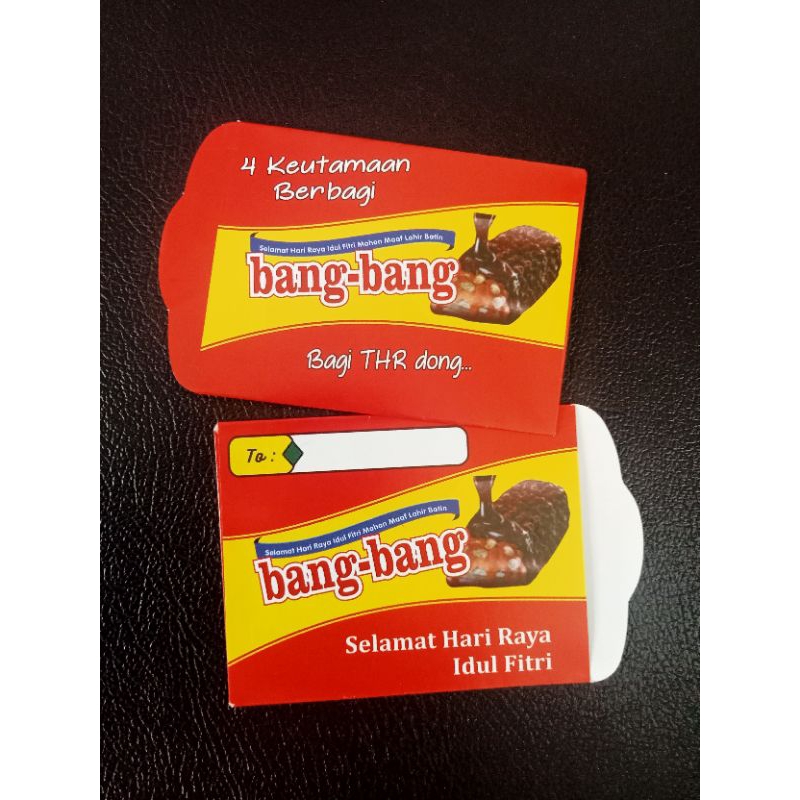 4 Keutamaan
Berbagi
Selamat Hari Raya Idul Fitri Mohon Maaf Lahir Batin
bang-bang
Bagi THR dong...
To :
Selamat Hari Raya Idul Fitri Mohon Maaf Lahir Batin
bang-bang
Selamat Hari Raya
Idul Fitri